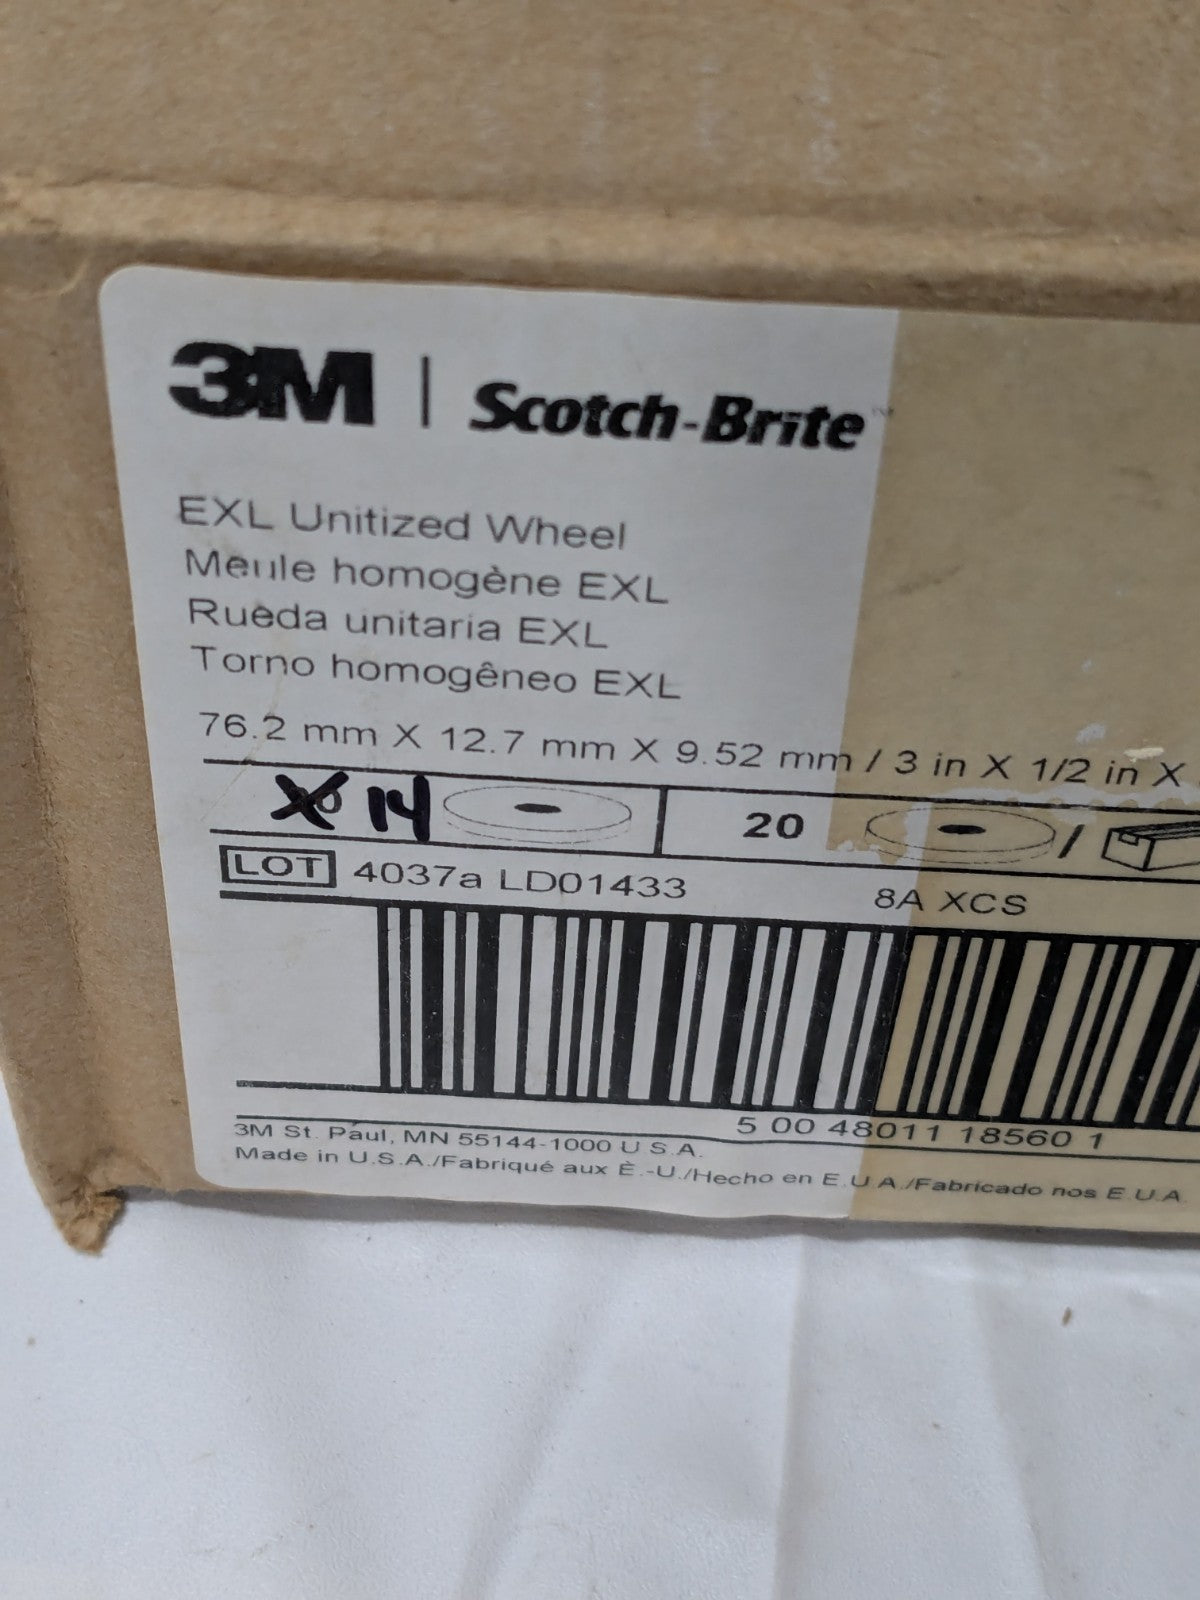 3M | Scotch-Brite™
EXL Unitized Wheel
Meule homogène EXL
Rueda unitaria EXL
Torno homogêneo EXL
76.2 mm X 12.7 mm X 9.52 mm / 3 in X 1/2 in X
14 20 /
LOT 4037a LD01433 8A XCS
5 00 48011 18560 1
3M St. Paul, MN 55144-1000 U.S.A.
Made in U.S.A./Fabriqué aux É.-U./Hecho en E.U.A./Fabricado nos E.U.A.